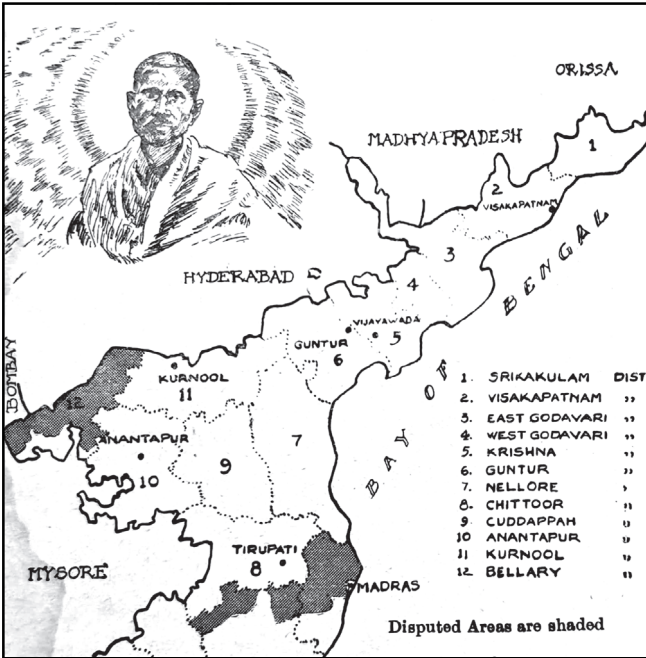 ORISSA
MADHYAPRADESH
1
2
VISAKAPATNAM
3
HYDERABAD
4
BENGAL
VIJAYAWADA
GUNTUR
5
6
BOMBAY
KURNOOL
11
12
BAY OF
ANANTAPUR
10
9
7
TIRUPATI
8
MYSORE
MADRAS
1. SRIKAKULAM DIST
2. VISAKAPATNAM ,,
3. EAST GODAVARI ,,
4. WEST GODAVARI ,,
5. KRISHNA ,,
6. GUNTUR ,,
7. NELLORE ,
8. CHITTOOR ,,
9 CUDDAPPAH ,,
10 ANANTAPUR ,,
11 KURNOOL ,,
12 BELLARY ,,
Disputed Areas are shaded